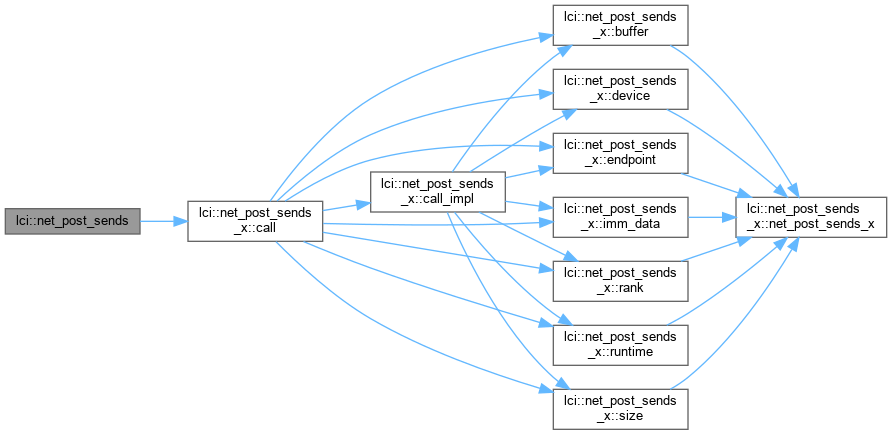 lci::net_post_sends
lci::net_post_sends
_x::call
lci::net_post_sends
_x::call_impl
lci::net_post_sends
_x::buffer
lci::net_post_sends
_x::device
lci::net_post_sends
_x::endpoint
lci::net_post_sends
_x::imm_data
lci::net_post_sends
_x::rank
lci::net_post_sends
_x::runtime
lci::net_post_sends
_x::size
lci::net_post_sends
_x::net_post_sends_x